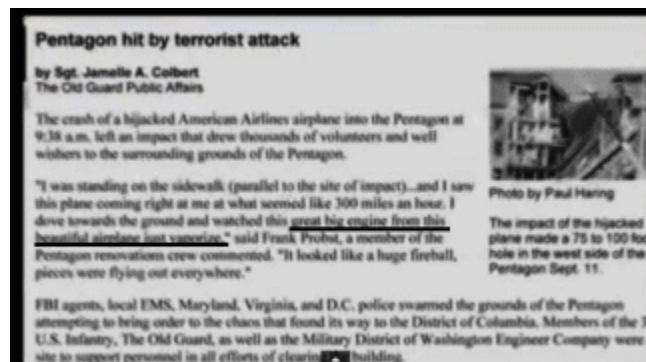 Pentagon hit by terrorist attack
by Sgt. Jamelle A. Colbert
The Old Guard Public Affairs
The crash of a hijacked American Airlines airplane into the Pentagon at
9:38 a.m. left an impact that drew thousands of volunteers and well
wishers to the surrounding grounds of the Pentagon.
"I was standing on the sidewalk (parallel to the site of impact)...and I saw
this plane coming right at me at what seemed like 300 miles an hour. I
dove towards the ground and watched this great big engine from this
beautiful airplane just vaporize," said Frank Probst, a member of the
Pentagon renovations crew commented. "It looked like a huge fireball,
pieces were flying out everywhere."
Photo by Paul Haring
The impact of the hijacked
plane made a 75 to 100 foo
hole in the west side of the
Pentagon Sept. 11.
FBI agents, local EMS, Maryland, Virginia, and D.C. police swarmed the grounds of the Pentagon
attempting to bring order to the chaos that found its way to the District of Columbia. Members of the 3
U.S. Infantry, The Old Guard, as well as the Military District of Washington Engineer Company were
site to support personnel in all efforts of clearing building.